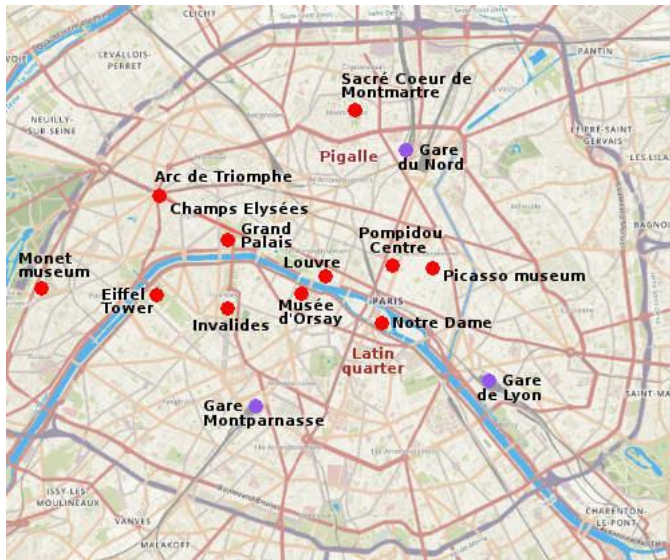 CLICHY
LEVALLOIS-
PERRET
PANTIN
Sacré Coeur de
Montmartre
NEUILLY-
SUR-SEINE
LE PRÉ-SAINT-
GERVAIS
Pigalle
Gare
du Nord
LES LILAS
Arc de Triomphe
Champs Elysées
Grand
Palais
Pompidou
Centre
BAGNOL
Monet
museum
Louvre
Picasso museum
Eiffel
Tower
Musée
d'Orsay
PARIS
Invalides
Notre Dame
Latin
quarter
Gare
de Lyon
SAINT-MA
Gare
Montparnasse
ISSY-LES-
MOULINEAUX
VANVES
MALAKOFF
CHARENTON-
LE-PONT